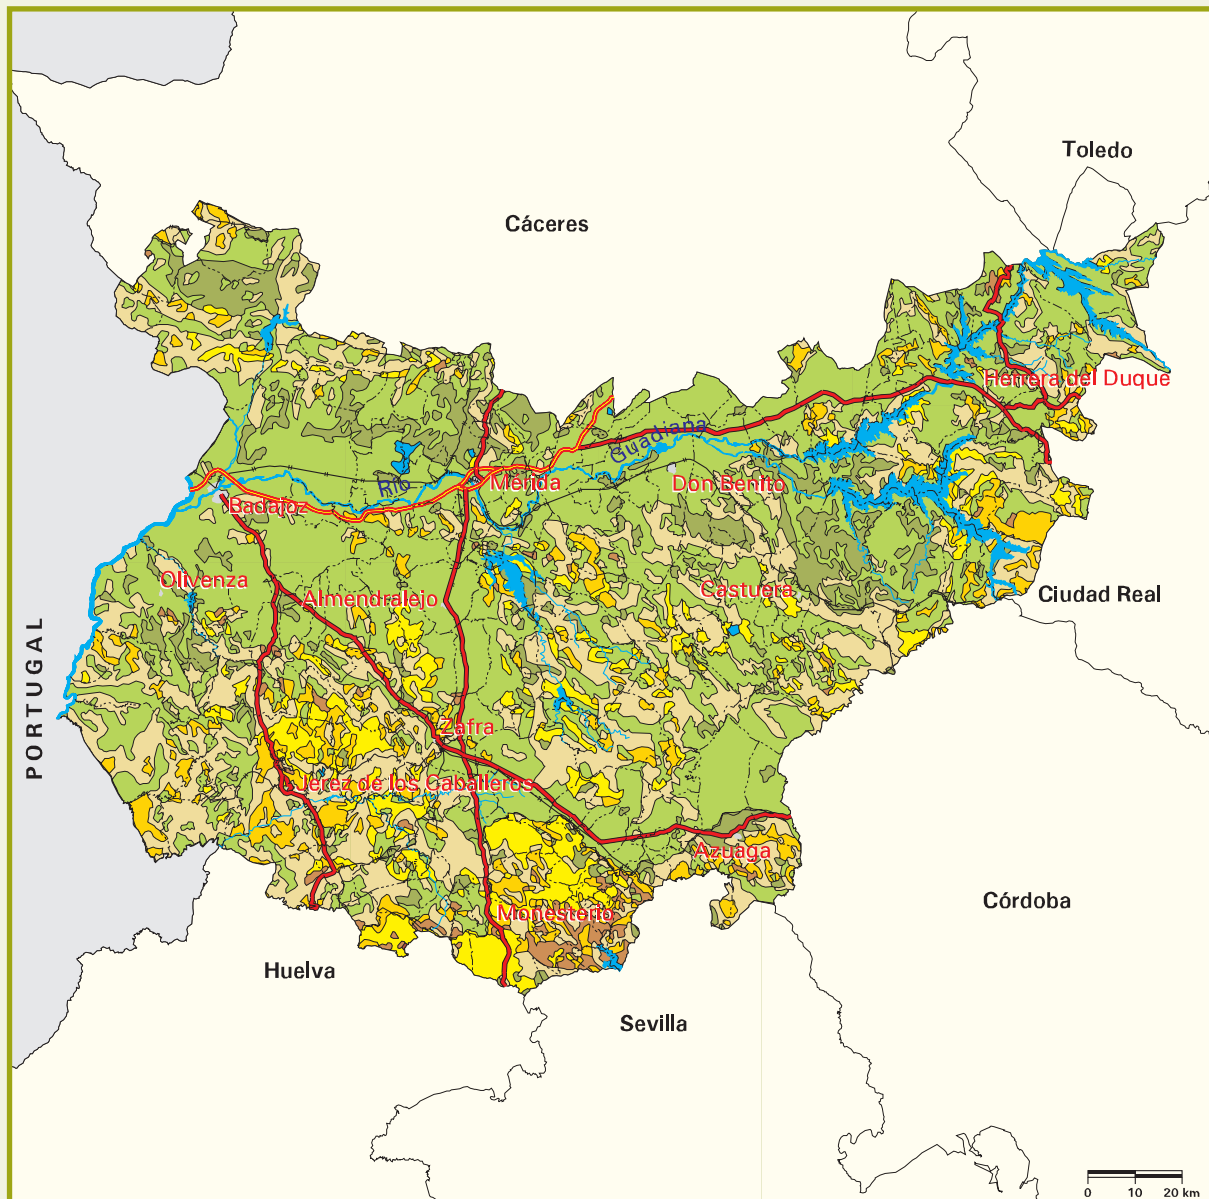 Toledo
Cáceres
Herrera del Duque
Río
Guadiana
Mérida
Don Benito
Badajoz
Olivenza
Almendralejo
Castuera
Ciudad Real
PORTUGAL
Zafra
Jerez de los Caballeros
Azuaga
Córdoba
Monesterio
Huelva
Sevilla
0 10 20 km